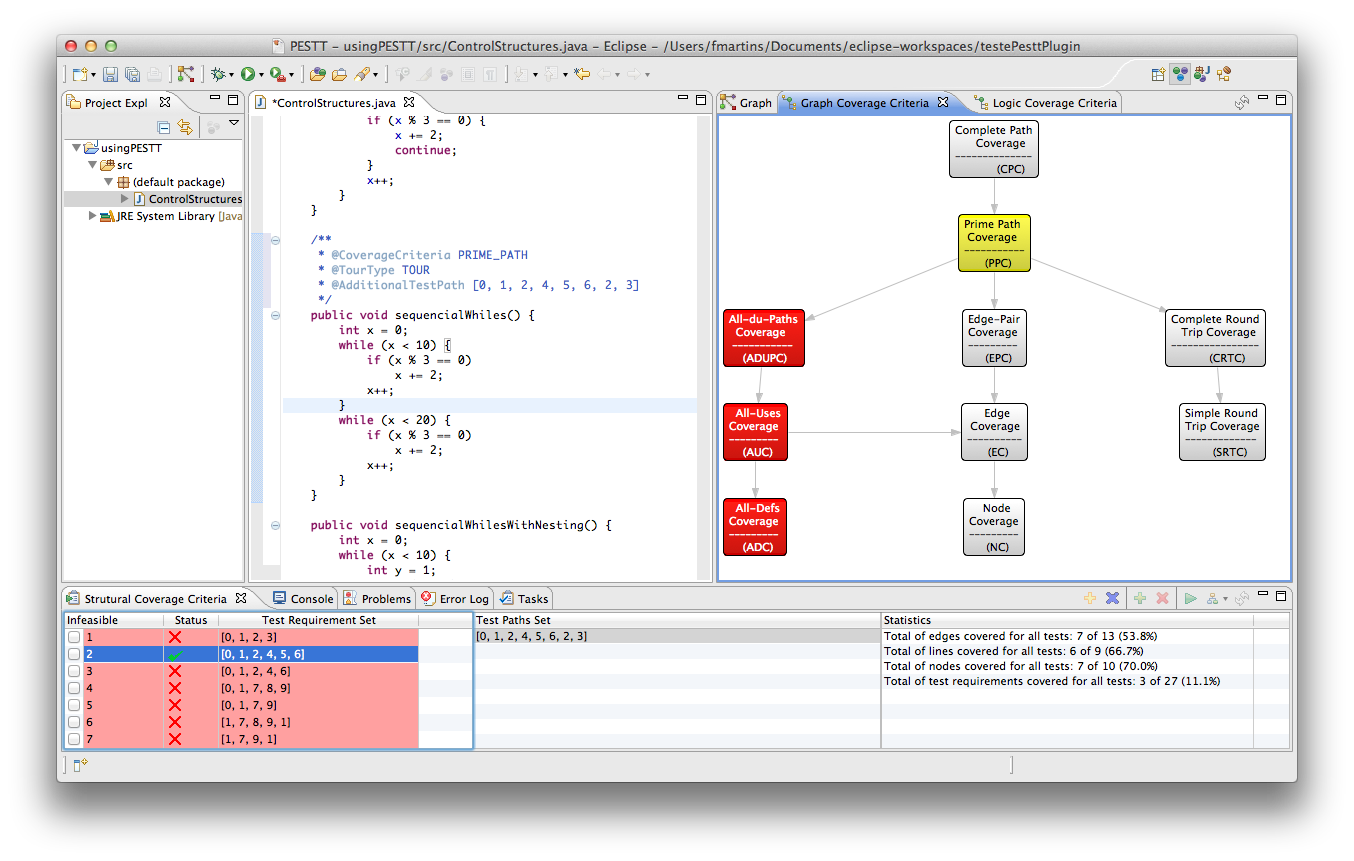 PESTT - usingPESTT/src/ControlStructures.java - Eclipse - /Users/fmartins/Documents/eclipse-workspaces/testePesttPlugin
Project Expl
usingPESTT
src
(default package)
ControlStructures
JRE System Library [Java
*ControlStructures.java
if (x % 3 == 0) {
x += 2;
continue;
}
x++;
}
}
/**
* @CoverageCriteria PRIME_PATH
* @TourType TOUR
* @AdditionalTestPath [0, 1, 2, 4, 5, 6, 2, 3]
*/
public void sequencialWhiles() {
int x = 0;
while (x < 10) {
if (x % 3 == 0)
x += 2;
x++;
}
while (x < 20) {
if (x % 3 == 0)
x += 2;
x++;
}
}
public void sequencialWhilesWithNesting() {
int x = 0;
while (x < 10) {
int y = 1;
Graph
Graph Coverage Criteria
Logic Coverage Criteria
Complete Path
Coverage
--------------
(CPC)
Prime Path
Coverage
-----------
(PPC)
All-du-Paths
Coverage
-----------
(ADUPC)
Edge-Pair
Coverage
---------
(EPC)
Complete Round
Trip Coverage
----------------
(CRTC)
All-Uses
Coverage
---------
(AUC)
Edge
Coverage
----------
(EC)
Simple Round
Trip Coverage
-------------
(SRTC)
All-Defs
Coverage
---------
(ADC)
Node
Coverage
---------
(NC)
Strutural Coverage Criteria
Console
Problems
Error Log
Tasks
Infeasible Status Test Requirement Set
1 [0, 1, 2, 3]
2 [0, 1, 2, 4, 5, 6]
3 [0, 1, 2, 4, 6]
4 [0, 1, 7, 8, 9]
5 [0, 1, 7, 9]
6 [1, 7, 8, 9, 1]
7 [1, 7, 9, 1]
Test Paths Set
[0, 1, 2, 4, 5, 6, 2, 3]
Statistics
Total of edges covered for all tests: 7 of 13 (53.8%)
Total of lines covered for all tests: 6 of 9 (66.7%)
Total of nodes covered for all tests: 7 of 10 (70.0%)
Total of test requirements covered for all tests: 3 of 27 (11.1%)